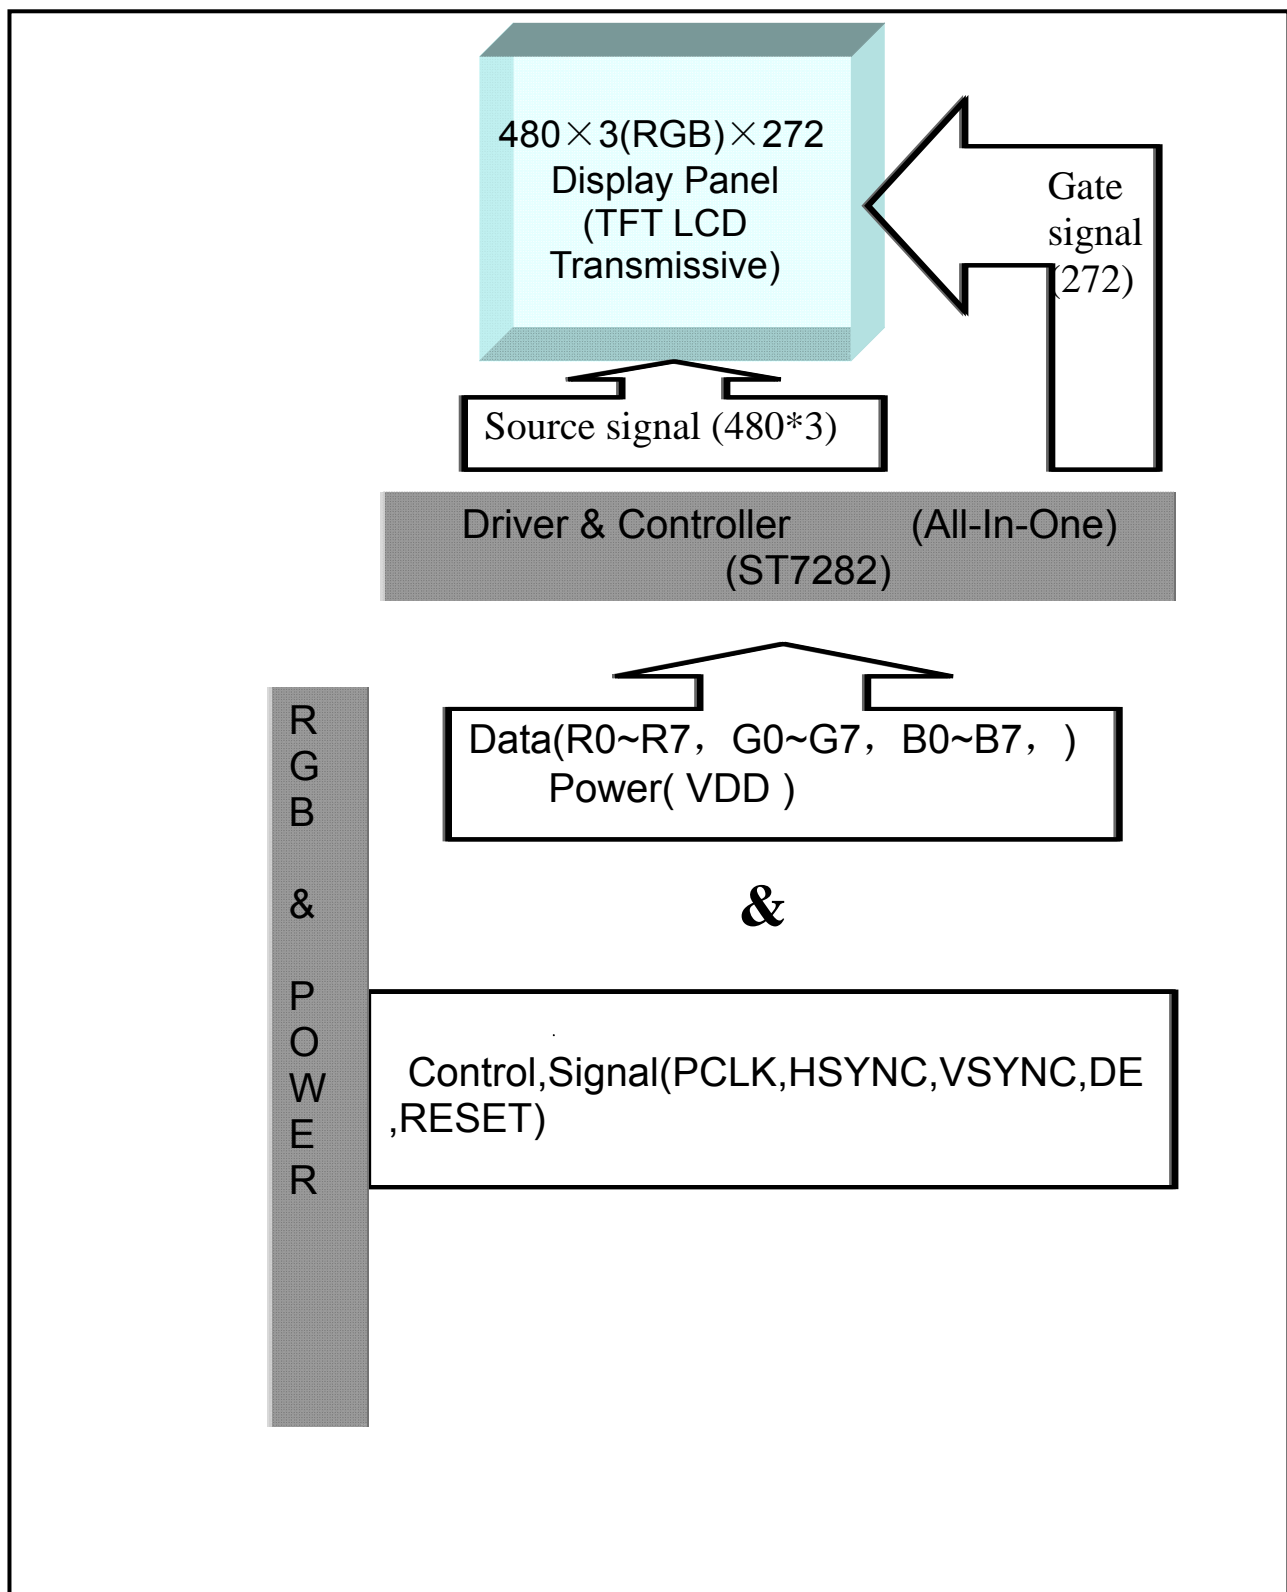 480×3(RGB)×272
Display Panel
(TFT LCD
Transmissive)
Gate
signal
(272)
Source signal (480*3)
Driver & Controller (All-In-One)
(ST7282)
R
G
B
&
P
O
W
E
R
Data(R0~R7，G0~G7，B0~B7，)
Power( VDD )
&
Control,Signal(PCLK,HSYNC,VSYNC,DE
,RESET)